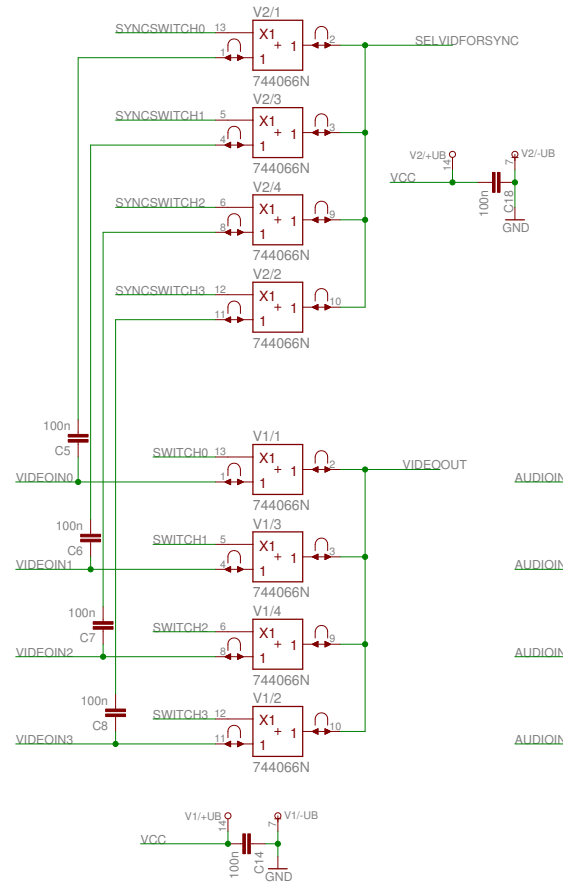 V2/1
SYNCSWITCH0 13 X1 2 SELVIDFORSYNC
1 + 1 1
744066N
V2/3
SYNCSWITCH1 5 X1 3
4 + 1 1
744066N
V2/+UB V2/-UB
14 7
VCC
100n C18
GND
V2/4
SYNCSWITCH2 6 X1 9
8 + 1 1
744066N
V2/2
SYNCSWITCH3 12 X1 10
11 + 1 1
744066N
100n
C5
V1/1
SWITCH0 13 X1 2 VIDEOOUT
VIDEOIN0 1 + 1 1 AUDIOIN
744066N
100n
C6
V1/3
SWITCH1 5 X1 3
VIDEOIN1 4 + 1 1 AUDIOIN
744066N
100n
C7
V1/4
SWITCH2 6 X1 9
VIDEOIN2 8 + 1 1 AUDIOIN
744066N
100n
C8
V1/2
SWITCH3 12 X1 10
VIDEOIN3 11 + 1 1 AUDIOIN
744066N
V1/+UB V1/-UB
14 7
VCC
100n C14
GND